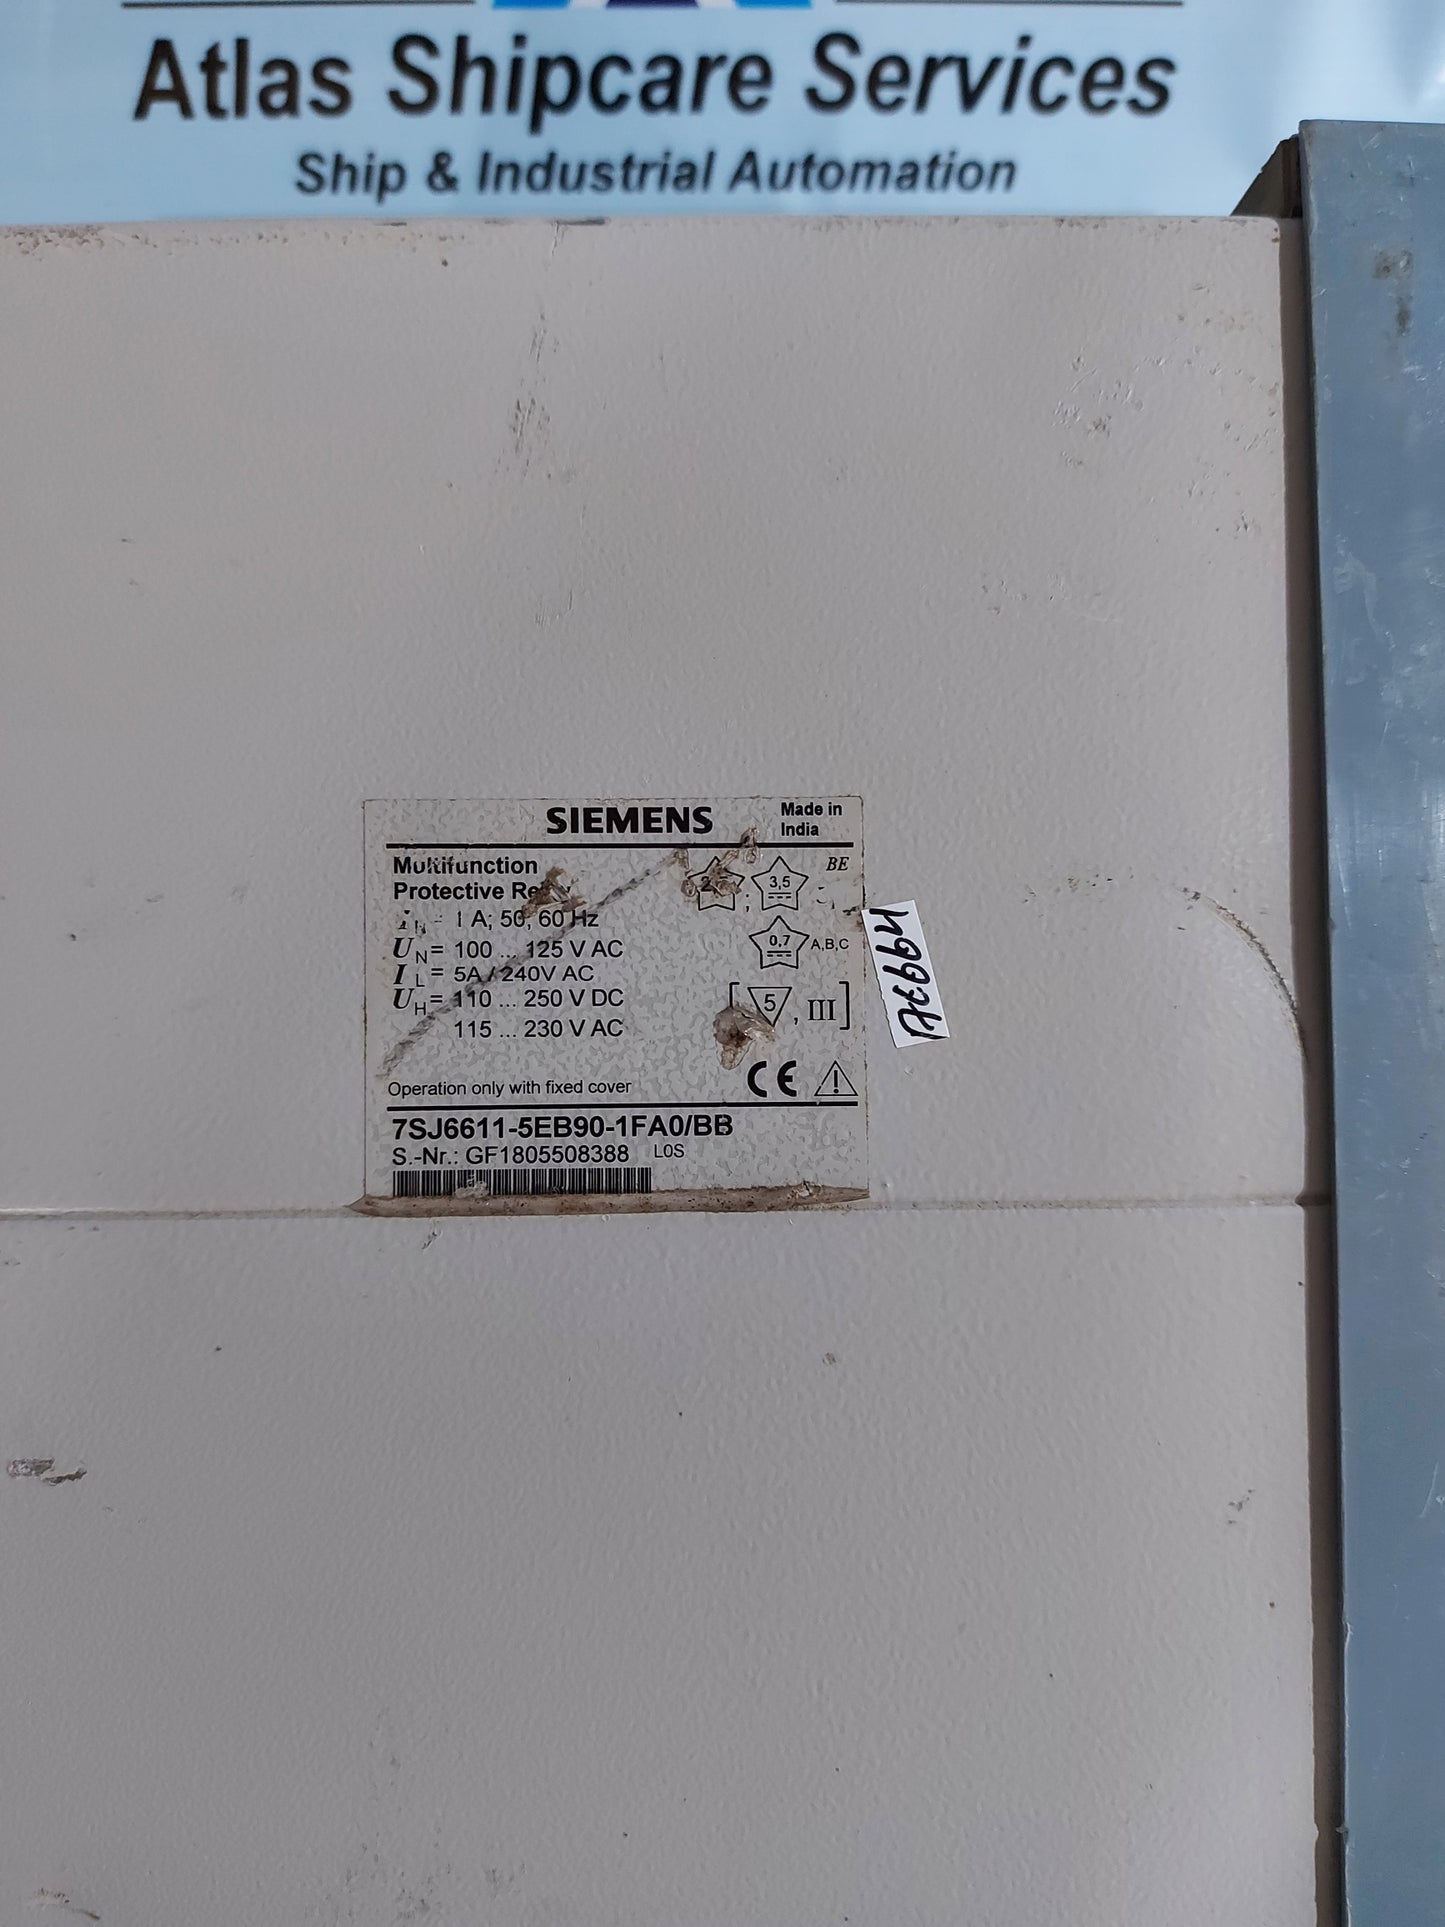 Atlas Shipcare Services
Ship & Industrial Automation
SIEMENS
Made in
India
Multifunction
Protective
BE
3,5
= 1 A; 50, 60 Hz
UN= 100 ... 125 V AC
0,7
A,B,C
IL= 5A / 240V AC
UH= 110 ... 250 V DC
[5, III]
115 ... 230 V AC
Operation only with fixed cover
CE
7SJ6611-5EB90-1FA0/BB
S.-Nr.: GF1805508388 L0S